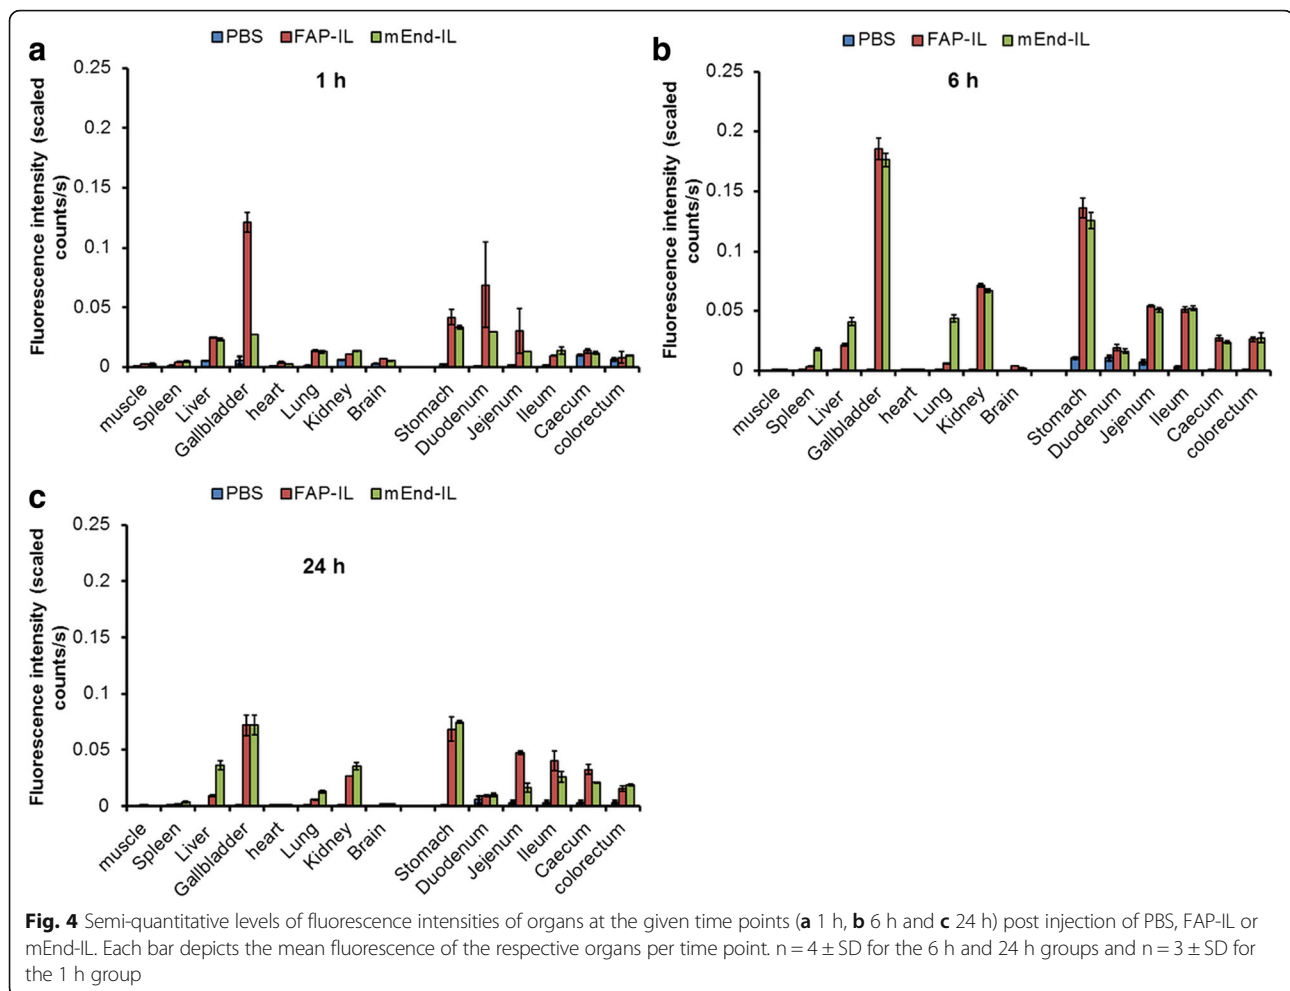 a
PBS FAP-IL mEnd-IL
1 h
Fluorescence intensity (scaled
counts/s)
0.25
0.2
0.15
0.1
0.05
0
muscle
Spleen
Liver
Gallbladder
heart
Lung
Kidney
Brain
Stomach
Duodenum
Jejenum
Ileum
Caecum
colorectum
b
PBS FAP-IL mEnd-IL
6 h
Fluorescence intensity (scaled
counts/s)
0.25
0.2
0.15
0.1
0.05
0
muscle
Spleen
Liver
Gallbladder
heart
Lung
Kidney
Brain
Stomach
Duodenum
Jejenum
Ileum
Caecum
colorectum
c
PBS FAP-IL mEnd-IL
24 h
Fluorescence intensity (scaled
counts/s)
0.25
0.2
0.15
0.1
0.05
0
muscle
Spleen
Liver
Gallbladder
heart
Lung
Kidney
Brain
Stomach
Duodenum
Jejenum
Ileum
Caecum
colorectum
Fig. 4 Semi-quantitative levels of fluorescence intensities of organs at the given time points (a 1 h, b 6 h and c 24 h) post injection of PBS, FAP-IL or
mEnd-IL. Each bar depicts the mean fluorescence of the respective organs per time point. n = 4 ± SD for the 6 h and 24 h groups and n = 3 ± SD for
the 1 h group